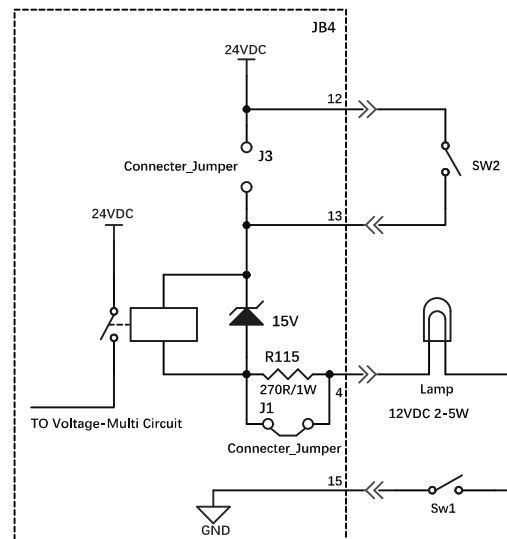 JB4
24VDC
12
J3
Connecter_Jumper
SW2
13
24VDC
15V
R115
270R/1W
4
Lamp
12VDC 2-5W
J1
TO Voltage-Multi Circuit
Connecter_Jumper
15
GND
Sw1